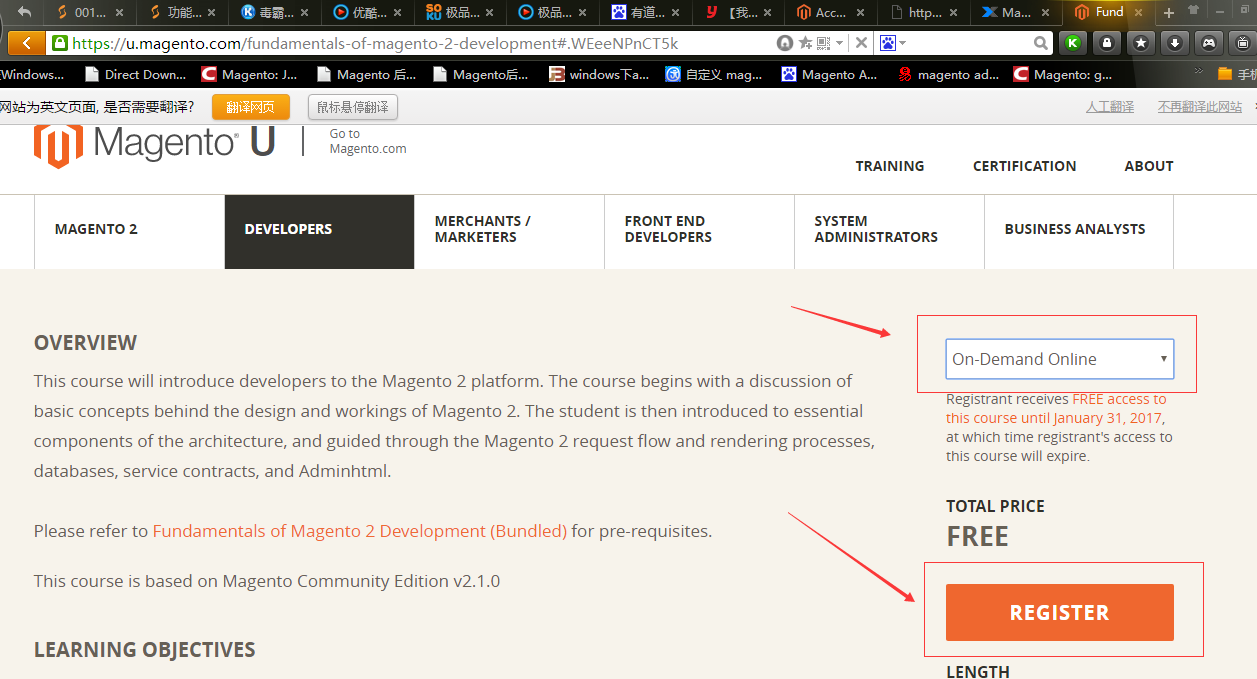 001...
功能...
毒霸...
优酷...
SO KU
极品...
极品...
有道...
【我...
Acc...
http...
Ma...
Fund
https://u.magento.com/fundamentals-of-magento-2-development#.WEeeNPnCT5k
Windows...
Direct Down...
Magento: J...
Magento 后...
Magento后...
windows下a...
自定义 mag...
Magento A...
magento ad...
Magento: g...
手机
网站为英文页面, 是否需要翻译?
翻译网页
鼠标悬停翻译
人工翻译
不再翻译此网站
Magento® U
Go to
Magento.com
TRAINING
CERTIFICATION
ABOUT
MAGENTO 2
DEVELOPERS
MERCHANTS /
MARKETERS
FRONT END
DEVELOPERS
SYSTEM
ADMINISTRATORS
BUSINESS ANALYSTS
OVERVIEW
This course will introduce developers to the Magento 2 platform. The course begins with a discussion of
basic concepts behind the design and workings of Magento 2. The student is then introduced to essential
components of the architecture, and guided through the Magento 2 request flow and rendering processes,
databases, service contracts, and Adminhtml.
Please refer to Fundamentals of Magento 2 Development (Bundled) for pre-requisites.
This course is based on Magento Community Edition v2.1.0
LEARNING OBJECTIVES
On-Demand Online
Registrant receives FREE access to
this course until January 31, 2017,
at which time registrant's access to
this course will expire.
TOTAL PRICE
FREE
REGISTER
LENGTH